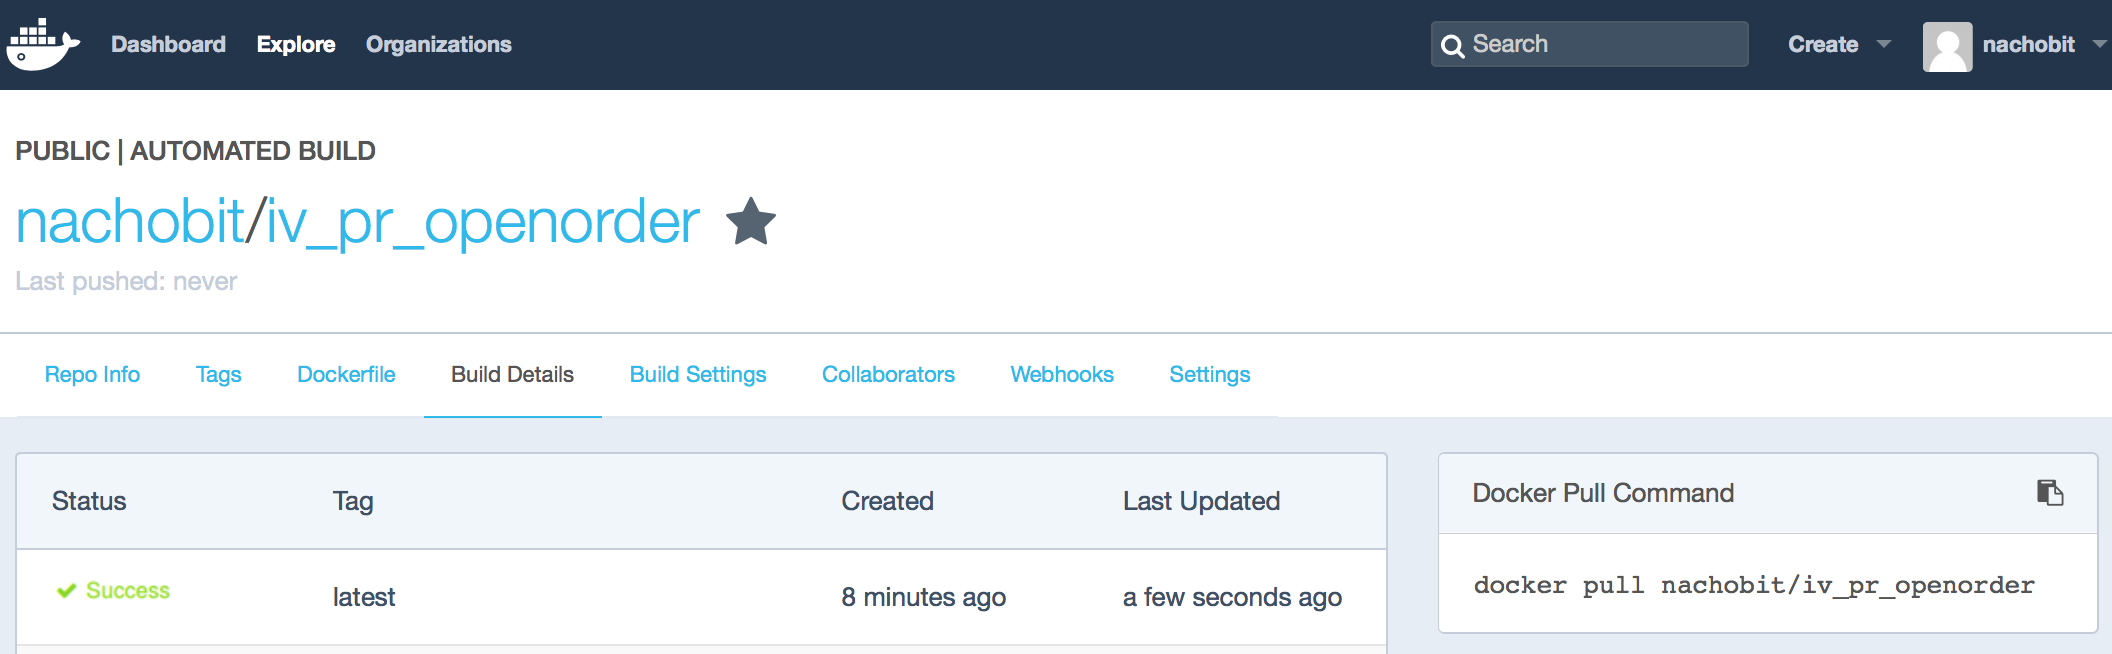 Dashboard Explore Organizations Search Create nachobit
PUBLIC | AUTOMATED BUILD
nachobit/iv_pr_openorder
Last pushed: never
Repo Info Tags Dockerfile Build Details Build Settings Collaborators Webhooks Settings
Status Tag Created Last Updated
Success latest 8 minutes ago a few seconds ago
Docker Pull Command
docker pull nachobit/iv_pr_openorder